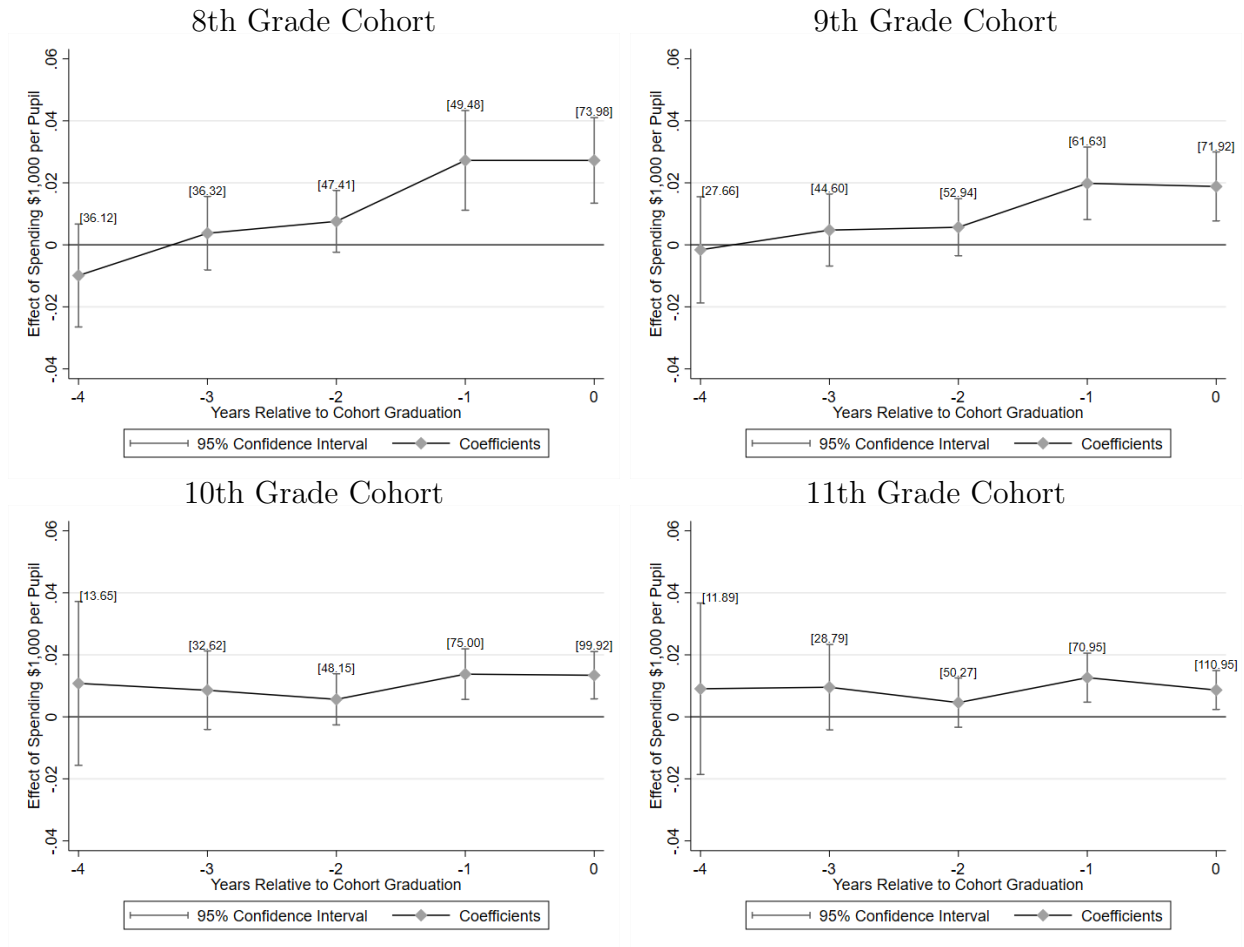 8th Grade Cohort
Effect of Spending $1,000 per Pupil
.06
.04
.02
0
-.02
-.04
[36.12]
[36.32]
[47.41]
[49.48]
[73.98]
-4 -3 -2 -1 0
Years Relative to Cohort Graduation
95% Confidence Interval Coefficients
9th Grade Cohort
Effect of Spending $1,000 per Pupil
.06
.04
.02
0
-.02
-.04
[27.66]
[44.60]
[52.94]
[61.63]
[71.92]
-4 -3 -2 -1 0
Years Relative to Cohort Graduation
95% Confidence Interval Coefficients
10th Grade Cohort
Effect of Spending $1,000 per Pupil
.06
.04
.02
0
-.02
-.04
[13.65]
[32.62]
[48.15]
[75.00]
[99.92]
-4 -3 -2 -1 0
Years Relative to Cohort Graduation
95% Confidence Interval Coefficients
11th Grade Cohort
Effect of Spending $1,000 per Pupil
.06
.04
.02
0
-.02
-.04
[11.89]
[28.79]
[50.27]
[70.95]
[110.95]
-4 -3 -2 -1 0
Years Relative to Cohort Graduation
95% Confidence Interval Coefficients